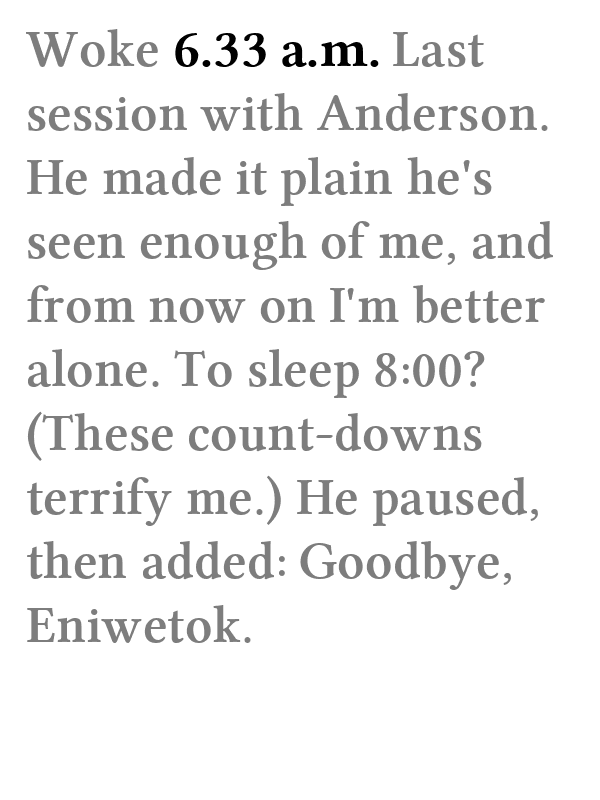 Woke 6.33 a.m. Last
session with Anderson.
He made it plain he's
seen enough of me, and
from now on I'm better
alone. To sleep 8:00?
(These count-downs
terrify me.) He paused,
then added: Goodbye,
Eniwetok.